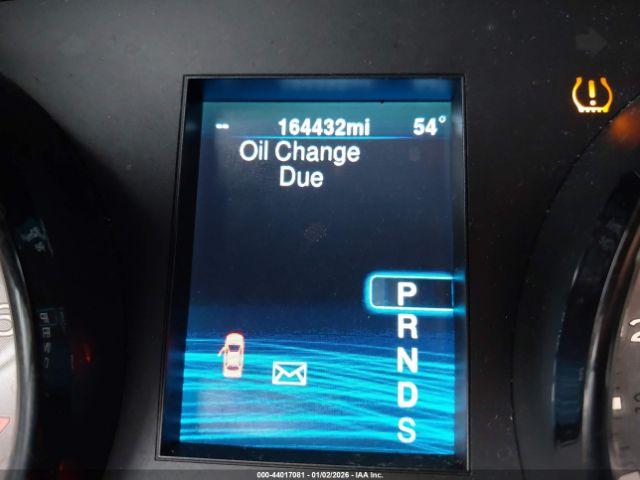 -- 164432mi 54°
Oil Change
Due
P
R
N
D
S
000-44017081 - 01/02/2026 - IAA Inc.